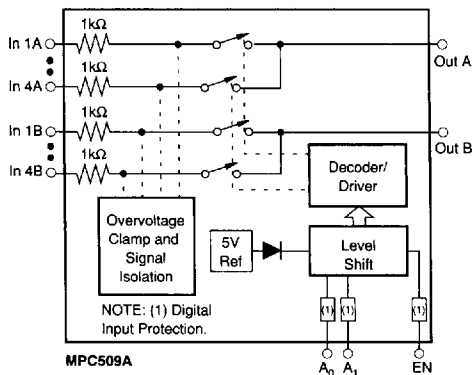 1kΩ
In 1A
Out A
1kΩ
In 4A
1kΩ
In 1B
Out B
1kΩ
In 4B
Decoder/
Driver
Overvoltage
Clamp and
Signal
Isolation
5V
Ref
Level
Shift
(1)
(1)
(1)
NOTE: (1) Digital
Input Protection.
MPC509A
A₀
A₁
EN